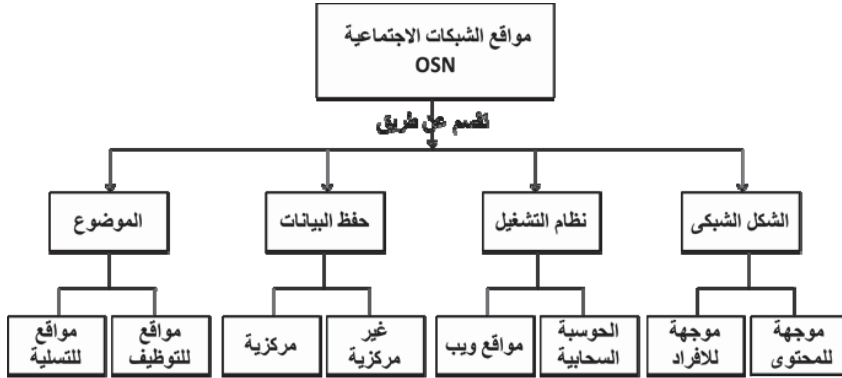 مواقع الشبكات الاجتماعية
OSN
تقسم عن طريق
الشكل الشبكى
نظام التشغيل
حفظ البيانات
الموضوع
موجهة
للمحتوى
موجهة
للافراد
الحوسبة
السحابية
مواقع ويب
غير
مركزية
مركزية
مواقع
للتوظيف
مواقع
للتسلية